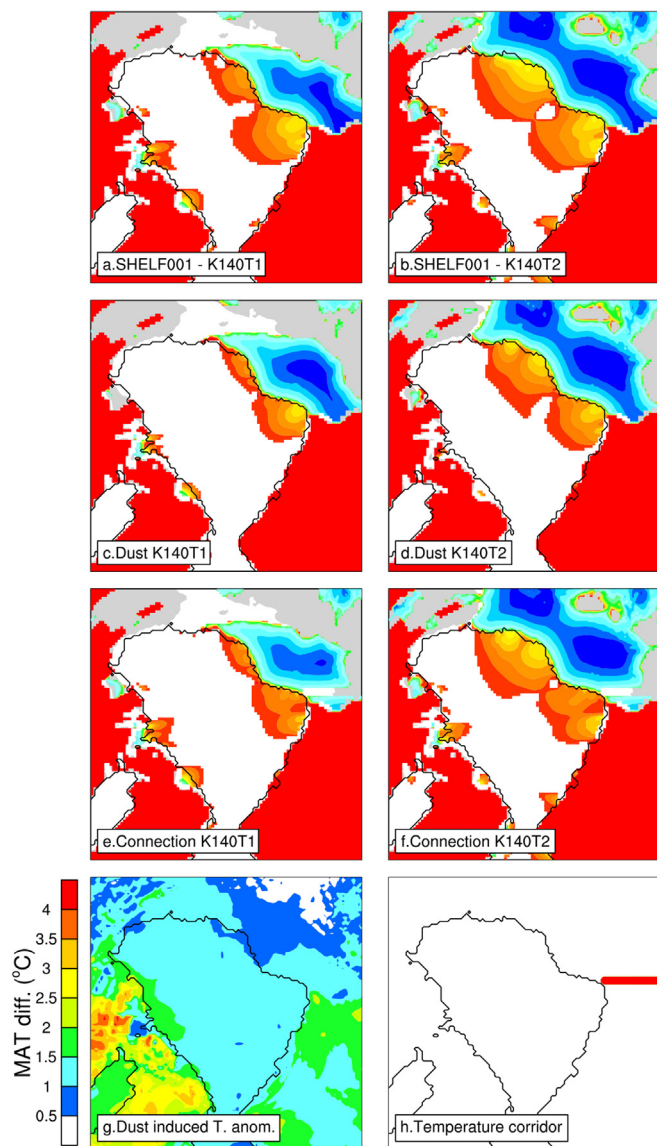 a.SHELF001 - K140T1
b.SHELF001 - K140T2
c.Dust K140T1
d.Dust K140T2
e.Connection K140T1
f.Connection K140T2
MAT diff. (°C)
4
3.5
3
2.5
2
1.5
1
0.5
g.Dust induced T. anom.
h.Temperature corridor